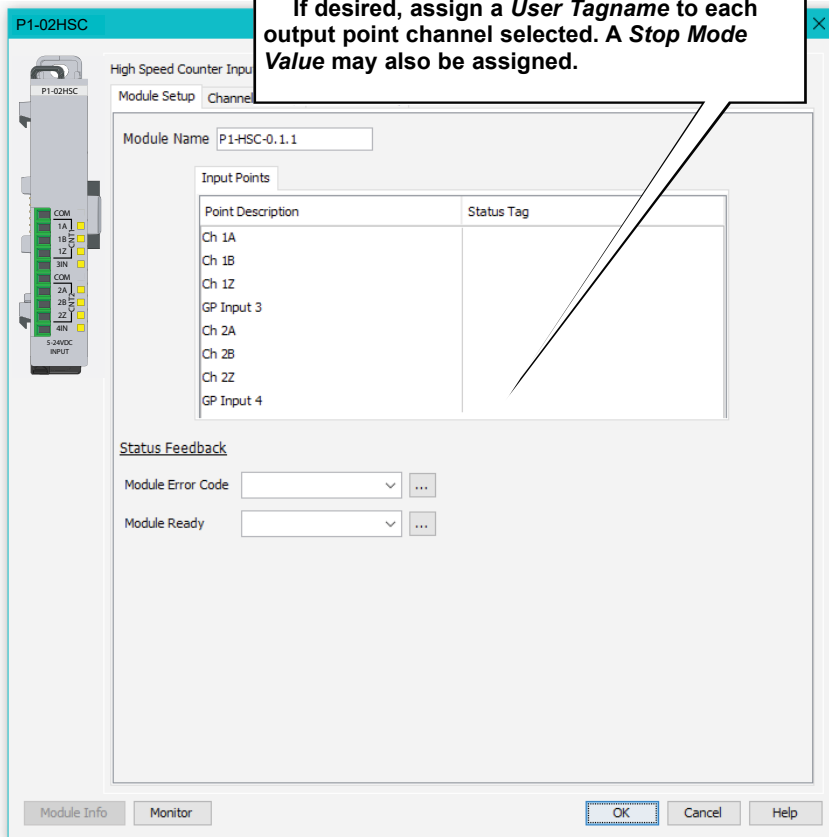 If desired, assign a User Tagname to each
output point channel selected. A Stop Mode
Value may also be assigned.
P1-02HSC
High Speed Counter Inpu
Module Setup Channel
Module Name P1-HSC-0.1.1
Input Points
Point Description Status Tag
Ch 1A
Ch 1B
Ch 1Z
GP Input 3
Ch 2A
Ch 2B
Ch 2Z
GP Input 4
Status Feedback
Module Error Code ...
Module Ready ...
Module Info Monitor OK Cancel Help
P1-02HSC
COM
1A
1B
1Z
CNT1
3IN
COM
2A
2B
2Z
CNT2
4IN
5-24VDC
INPUT